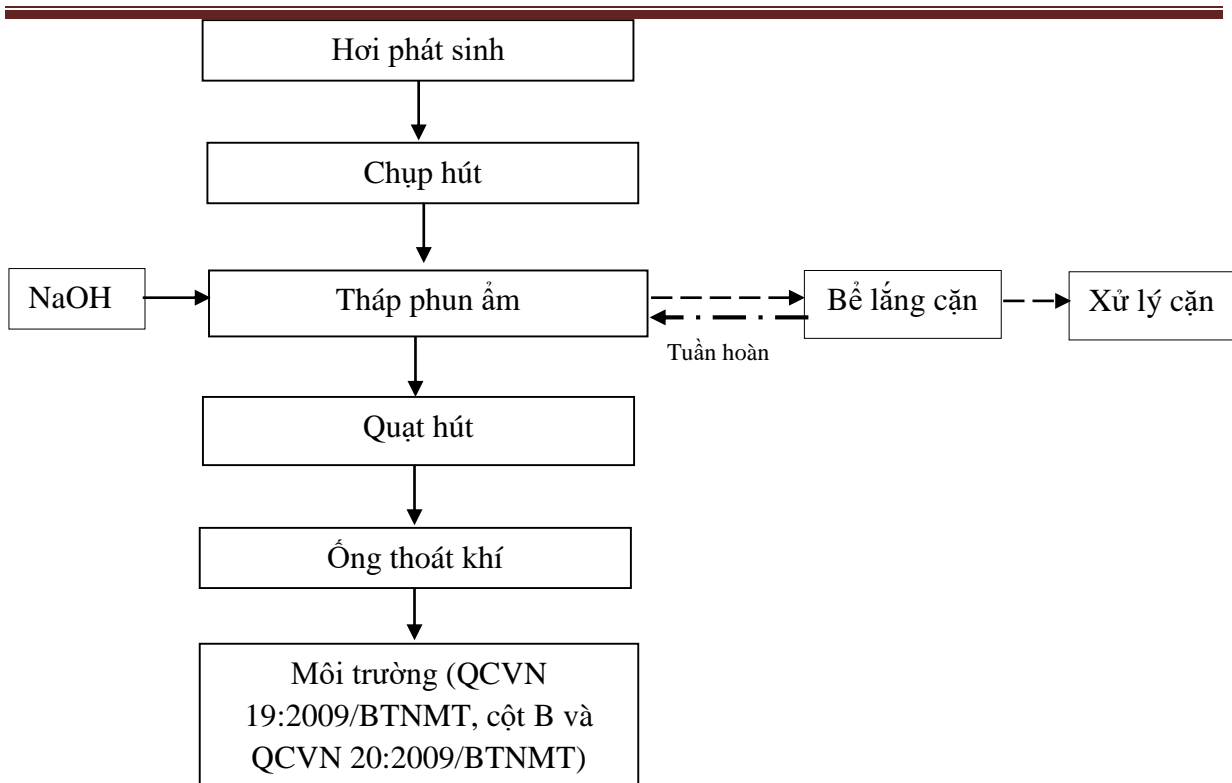 Hơi phát sinh
Chụp hút
NaOH
Tháp phun ẩm
Bể lắng cặn
Xử lý cặn
Tuần hoàn
Quạt hút
Ống thoát khí
Môi trường (QCVN
19:2009/BTNMT, cột B và
QCVN 20:2009/BTNMT)